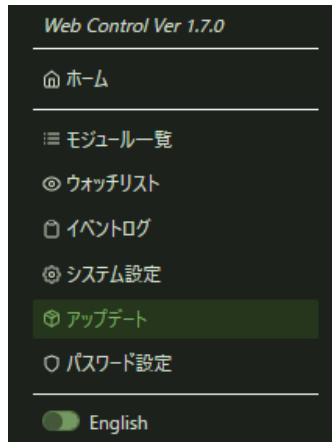 Web Control Ver 1.7.0
ホーム
モジュール一覧
ウォッチリスト
イベントログ
システム設定
アップデート
パスワード設定
English